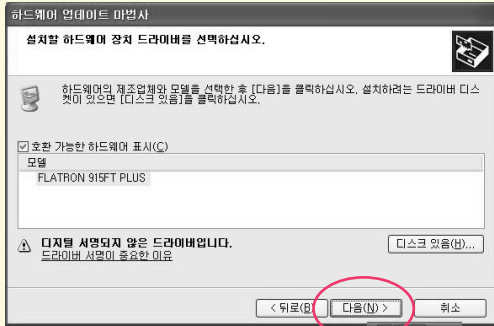 하드웨어 업데이트 마법사
설치할 하드웨어 장치 드라이버를 선택하십시오.
하드웨어의 제조업체와 모델을 선택한 후 [다음]을 클릭하십시오. 설치하려는 드라이버 디스
켓이 있으면 [디스크 있음]을 클릭하십시오.
호환 가능한 하드웨어 표시(C)
모델
FLATRON 915FT PLUS
디지털 서명되지 않은 드라이버입니다.
디스크 있음(H)...
드라이버 서명이 중요한 이유
< 뒤로(B)
다음(N) >
취소